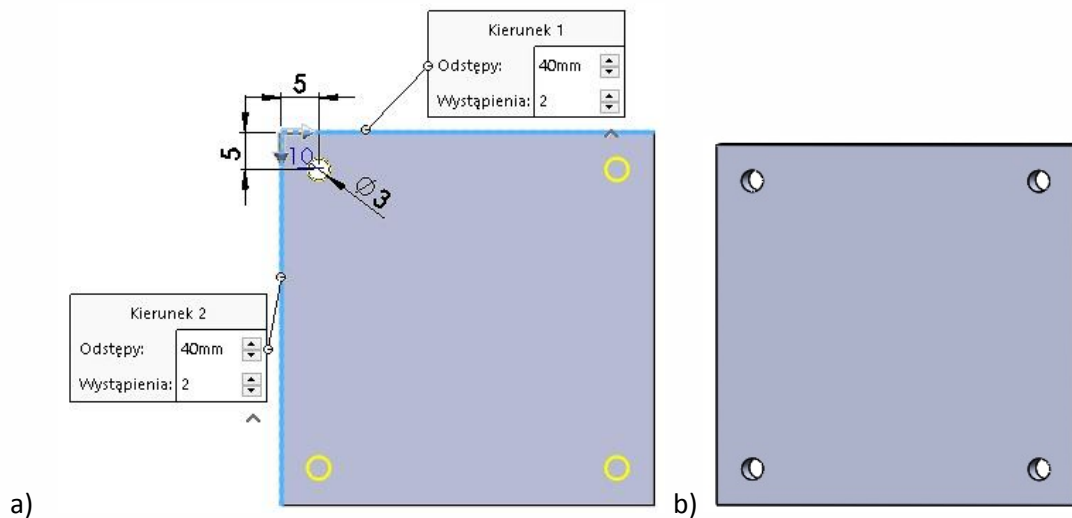 Kierunek 1
Odstępy: 40mm
Wystąpienia: 2
5
5
10
⌀3
Kierunek 2
Odstępy: 40mm
Wystąpienia: 2
a)
b)